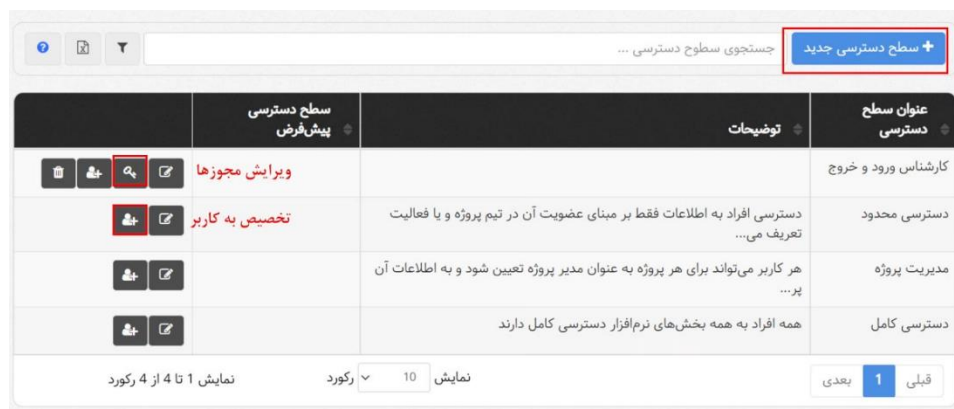 سطح دسترسی جدید
جستجوی سطوح دسترسی ...
عنوان سطح
دسترسی
توضیحات
سطح دسترسی
پیش‌فرض
کارشناس ورود و خروج
ویرایش مجوزها
دسترسی محدود
دسترسی افراد به اطلاعات فقط بر مبنای عضویت آن در تیم پروژه و یا فعالیت
تعریف می...
تخصیص به کاربر
مدیریت پروژه
هر کاربر می‌تواند برای هر پروژه به عنوان مدیر پروژه تعیین شود و به اطلاعات آن
پر...
دسترسی کامل
همه افراد به همه بخش‌های نرم‌افزار دسترسی کامل دارند
قبلی 1 بعدی
نمایش 10 رکورد
نمایش 1 تا 4 از 4 رکورد